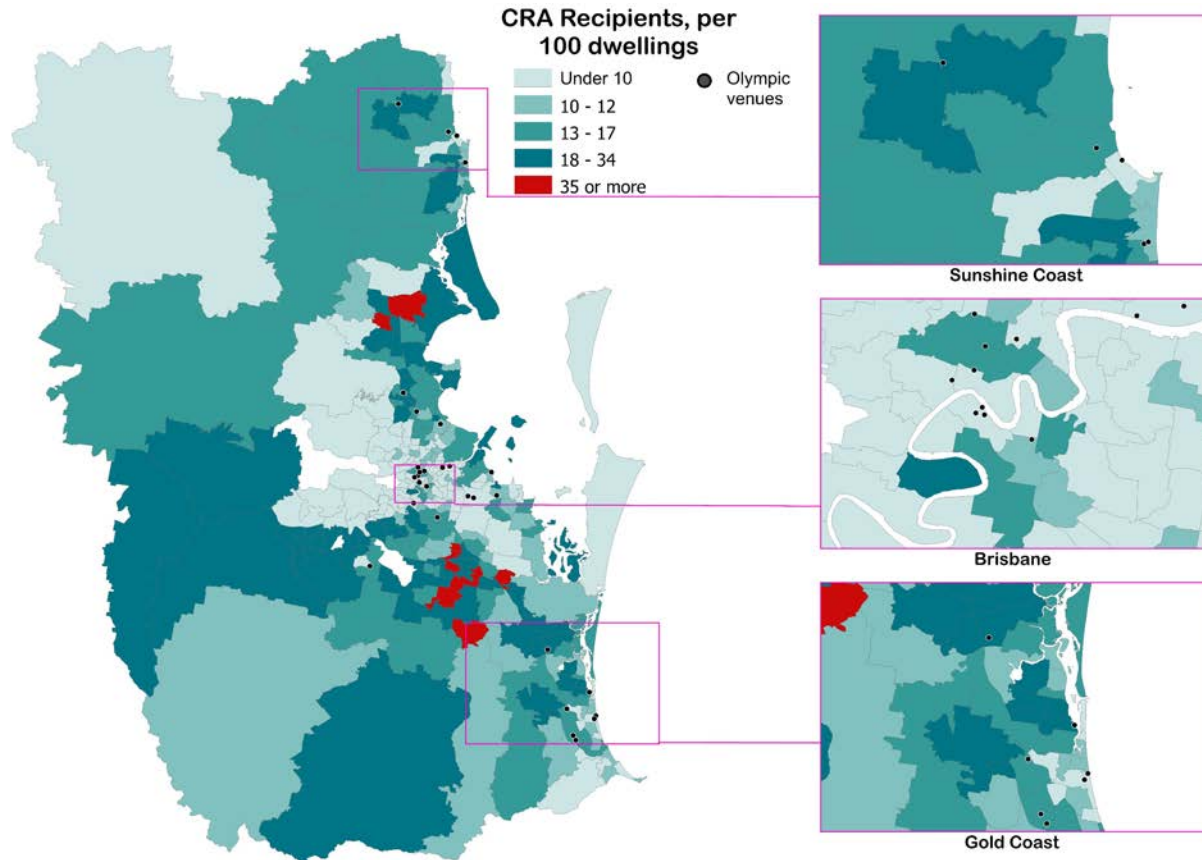 CRA Recipients, per
100 dwellings
Under 10
10 - 12
13 - 17
18 - 34
35 or more
Olympic
venues
Sunshine Coast
Brisbane
Gold Coast